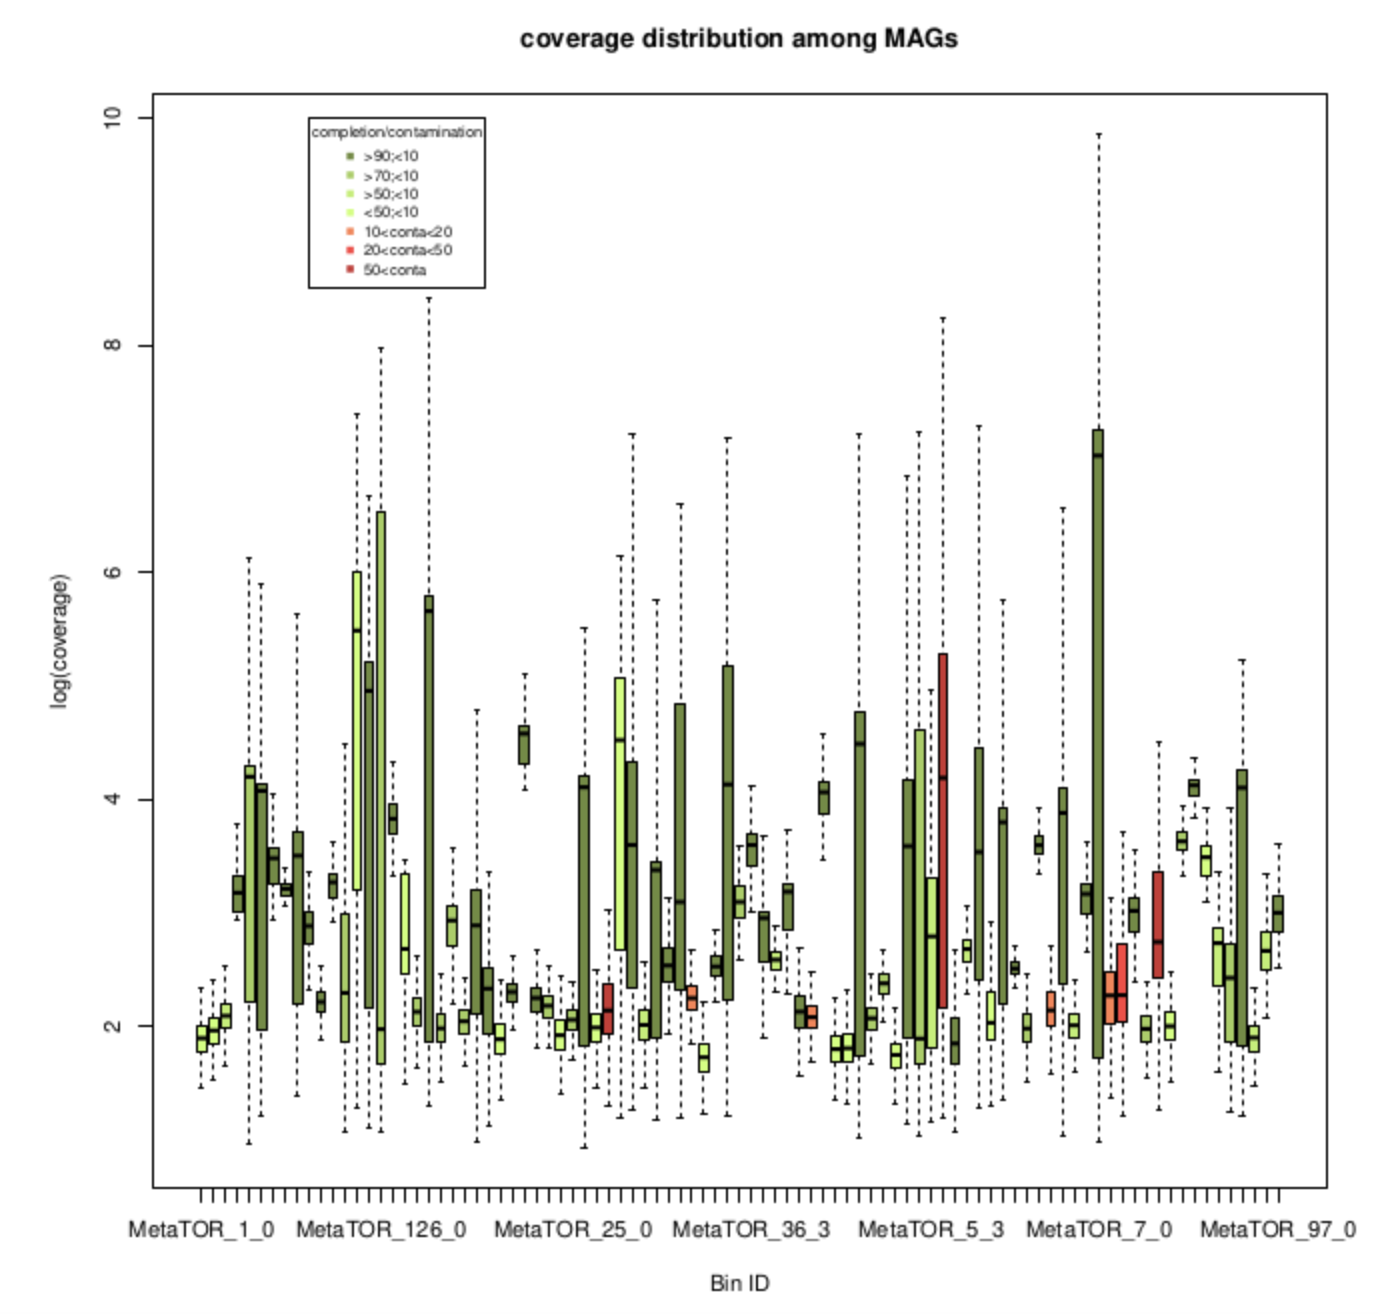 coverage distribution among MAGs
10
8
6
4
2
log(coverage)
completion/contamination
>90;<10
>70;<10
>50;<10
<50;<10
10<conta<20
20<conta<50
50<conta
MetaTOR_1_0 MetaTOR_126_0 MetaTOR_25_0 MetaTOR_36_3 MetaTOR_5_3 MetaTOR_7_0 MetaTOR_97_0
Bin ID